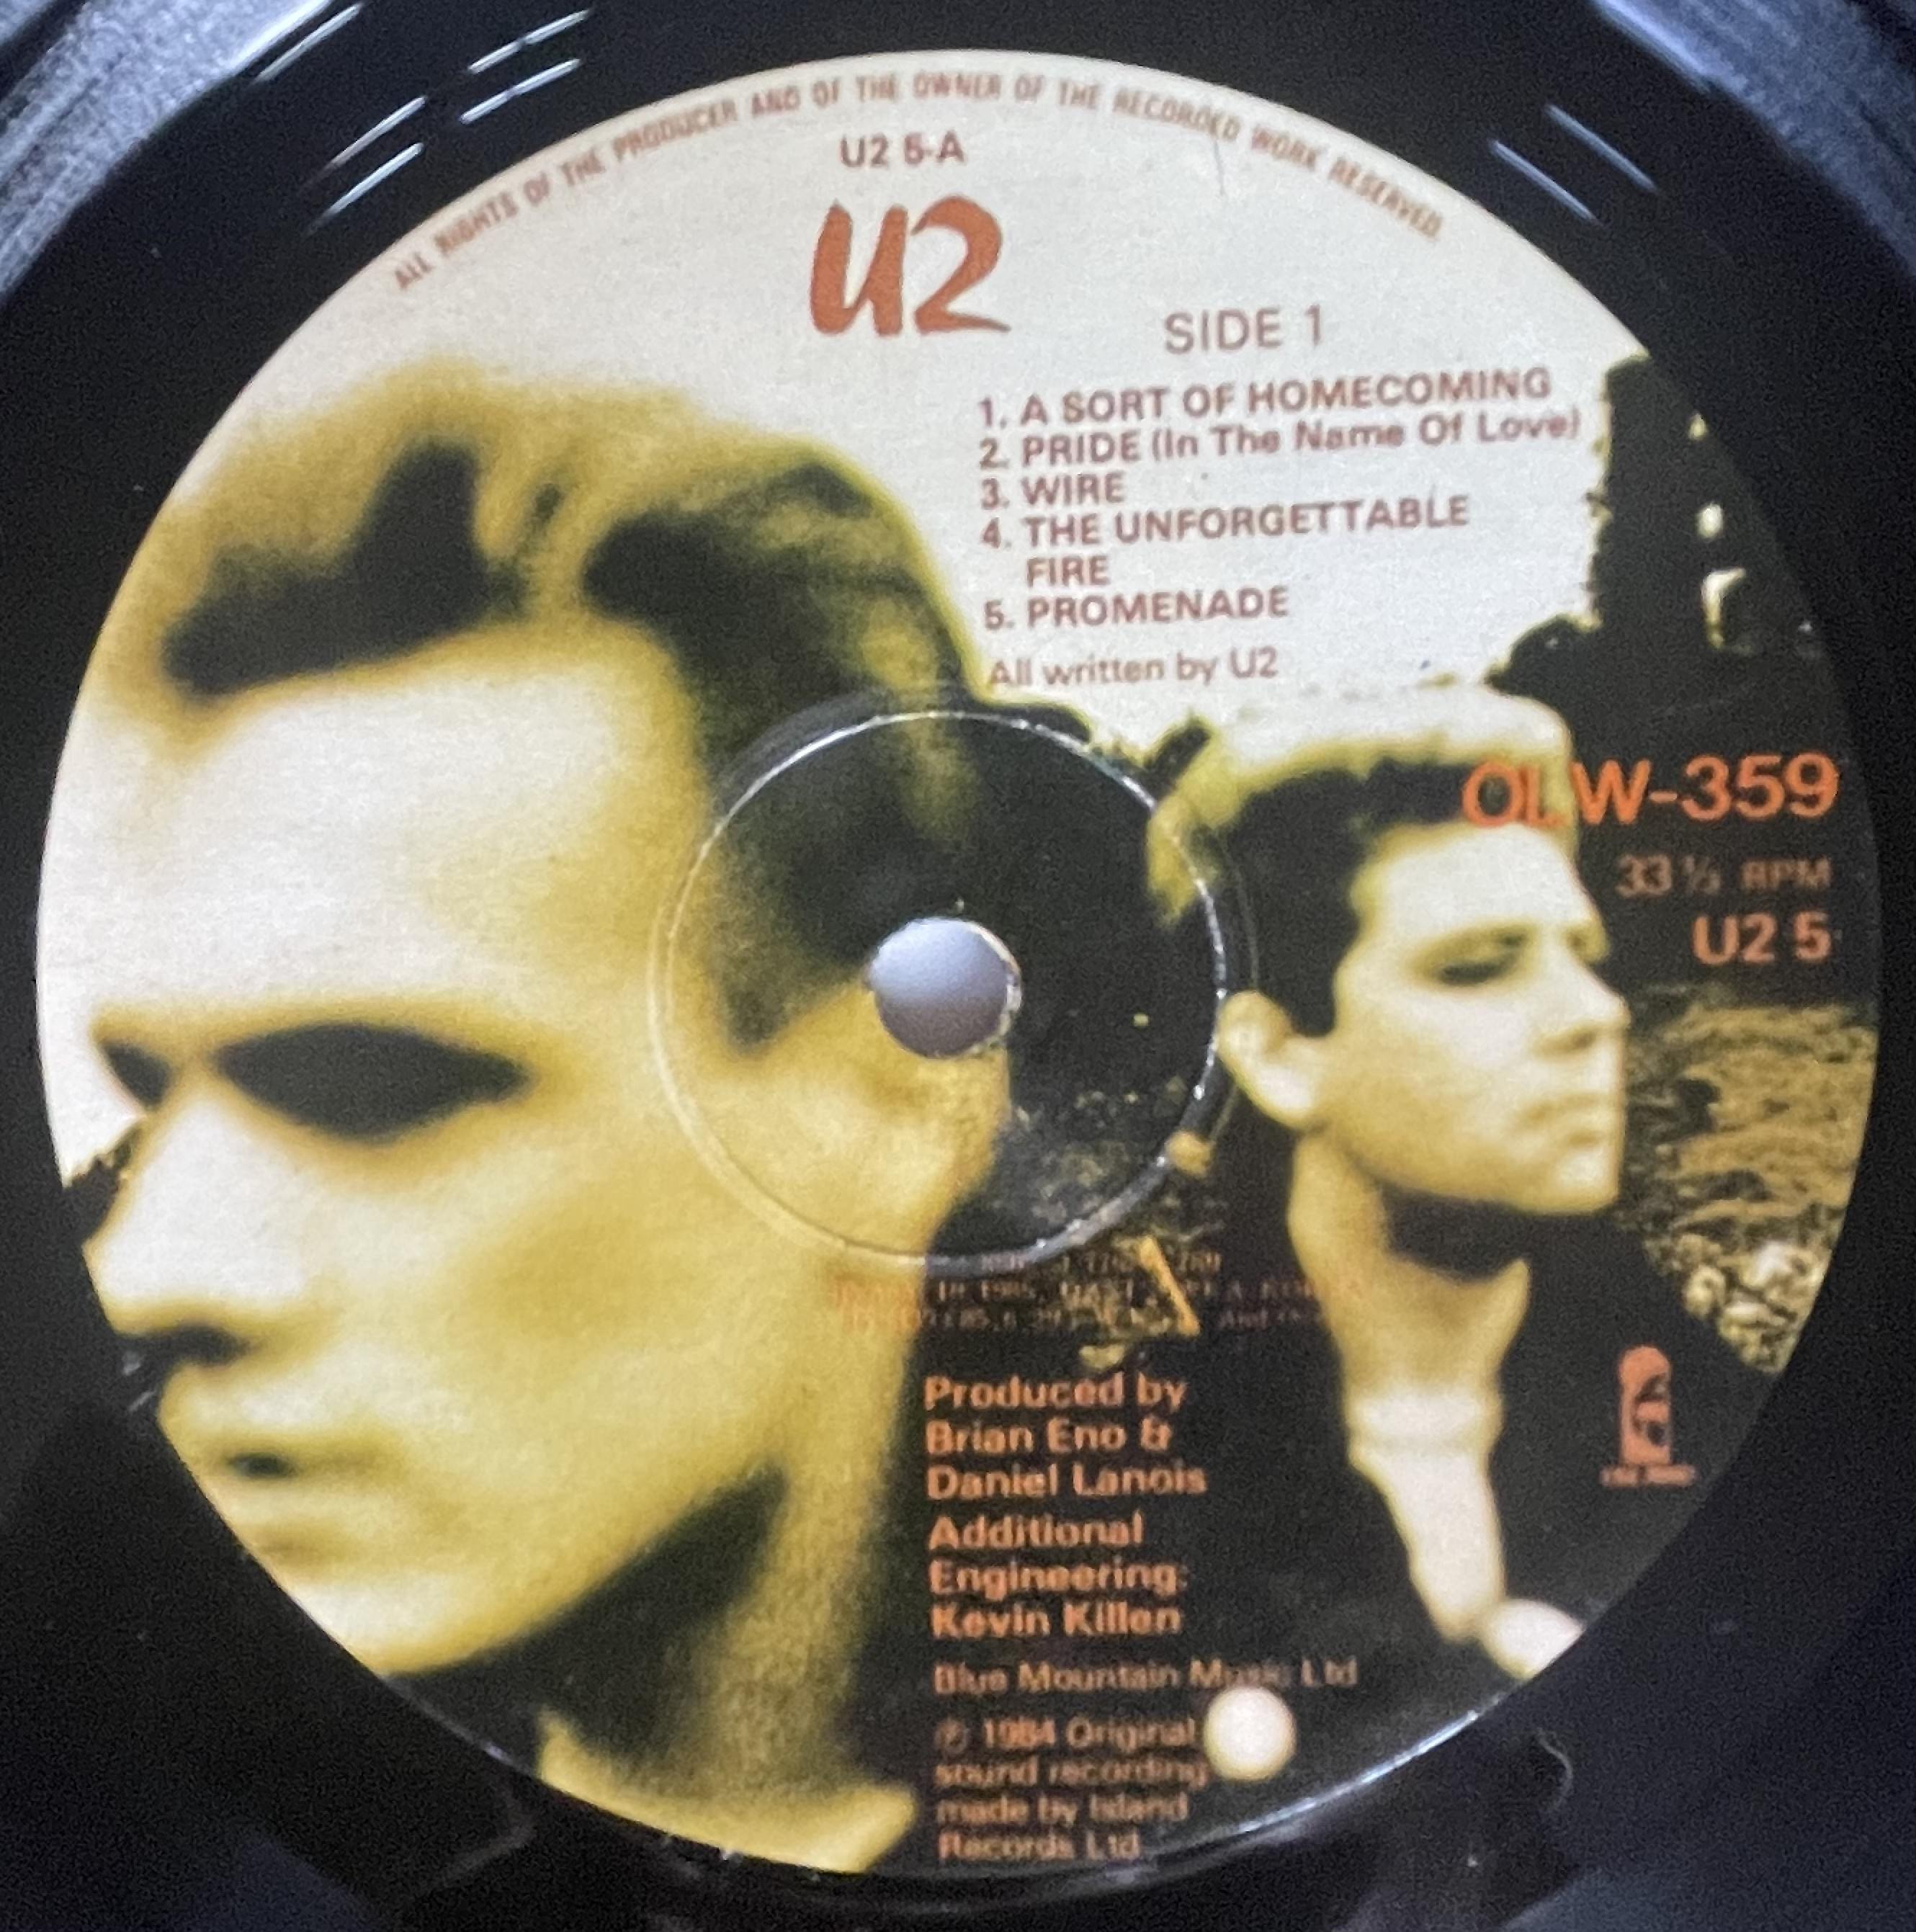 ALL RIGHTS OF THE PRODUCER AND OF THE OWNER OF THE RECORDED WORK RESERVED.
U2 5-A
U2
SIDE 1
1. A SORT OF HOMECOMING
2. PRIDE (In The Name Of Love)
3. WIRE
4. THE UNFORGETTABLE
FIRE
5. PROMENADE
All written by U2
OLW-359
33⅓ RPM
U2 5
Produced by
Brian Eno &
Daniel Lanois
Additional
Engineering:
Kevin Killen
Blue Mountain Music Ltd
℗ 1984 Original
sound recording
made by Island
Records Ltd